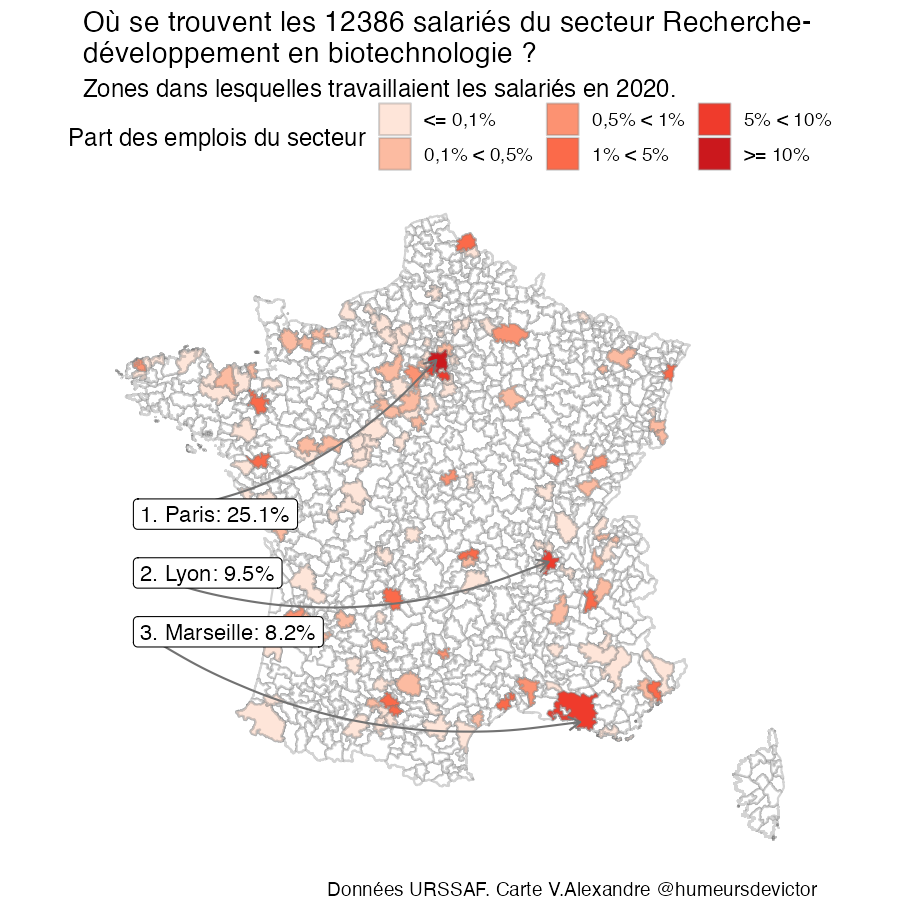 Où se trouvent les 12386 salariés du secteur Recherche-
développement en biotechnologie ?
Zones dans lesquelles travaillaient les salariés en 2020.
Part des emplois du secteur
<= 0,1%
0,5% < 1%
5% < 10%
0,1% < 0,5%
1% < 5%
>= 10%
1. Paris: 25.1%
2. Lyon: 9.5%
3. Marseille: 8.2%
Données URSSAF. Carte V.Alexandre @humeursdevictor